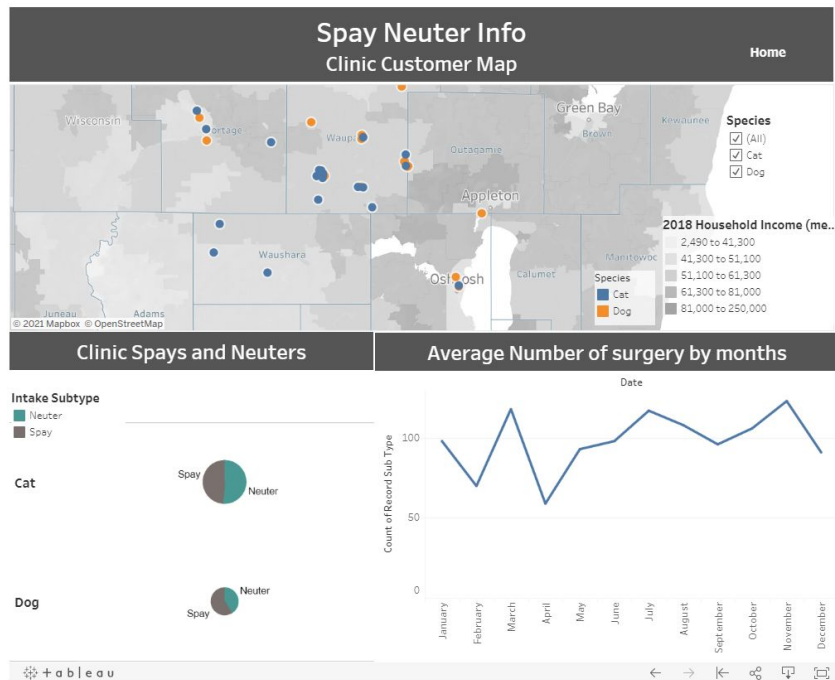 Spay Neuter Info
Clinic Customer Map
Home
Wisconsin
Portage
Waupa
Outagamie
Green Bay
Brown
Kewaunee
Appleton
Waushara
Calumet
Manitowoc
Juneau
Adams
Species
(All)
Cat
Dog
2018 Household Income (me..
2,490 to 41,300
41,300 to 51,100
51,100 to 61,300
61,300 to 81,000
81,000 to 250,000
Species
Cat
Dog
© 2021 Mapbox © OpenStreetMap
Clinic Spays and Neuters
Intake Subtype
Neuter
Spay
Cat
Spay
Neuter
Dog
Neuter
Spay
Average Number of surgery by months
Date
Count of Record Sub Type
100
50
0
January
February
March
April
May
June
July
August
September
October
November
December
+ableau